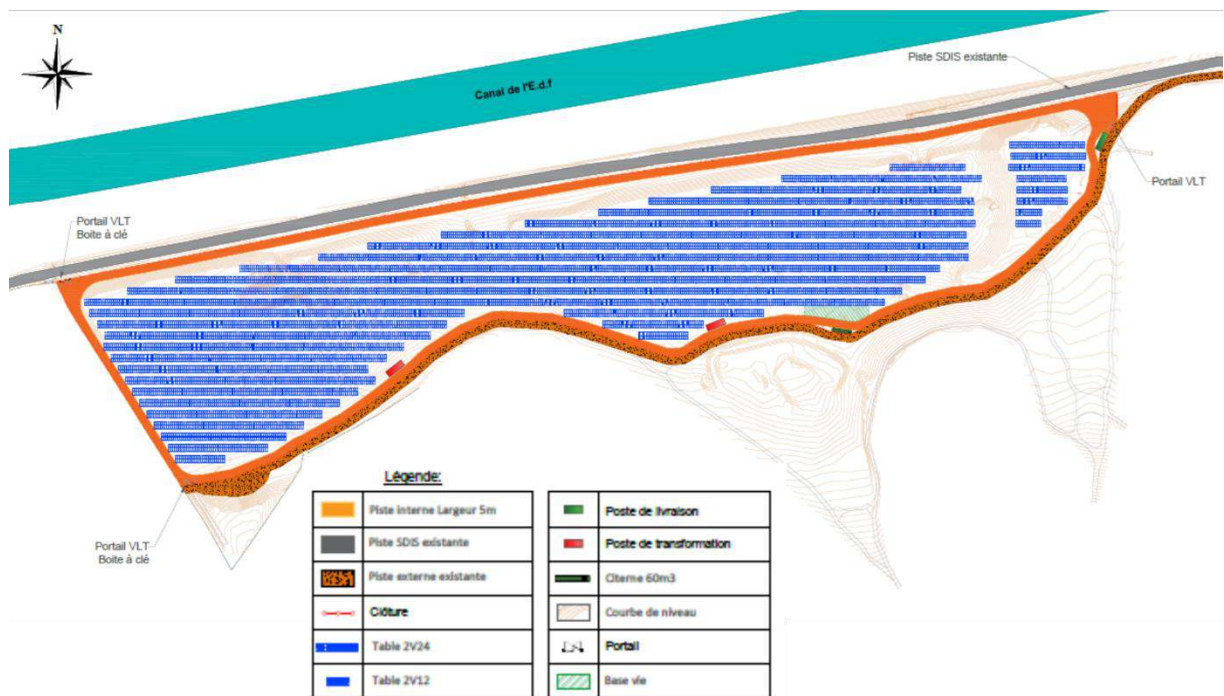 N
Piste SDIS existante
Canal de l'E.d.f
Portail VLT
Portail VLT
Boite à clé
Portail VLT
Boite à clé
Légende:
Piste interne Largeur 5m
Poste de livraison
Piste SDIS existante
Poste de transformation
Piste externe existante
Citerne 60m3
Clôture
Courbe de niveau
Table 2V24
Portail
Table 2V12
Base vie